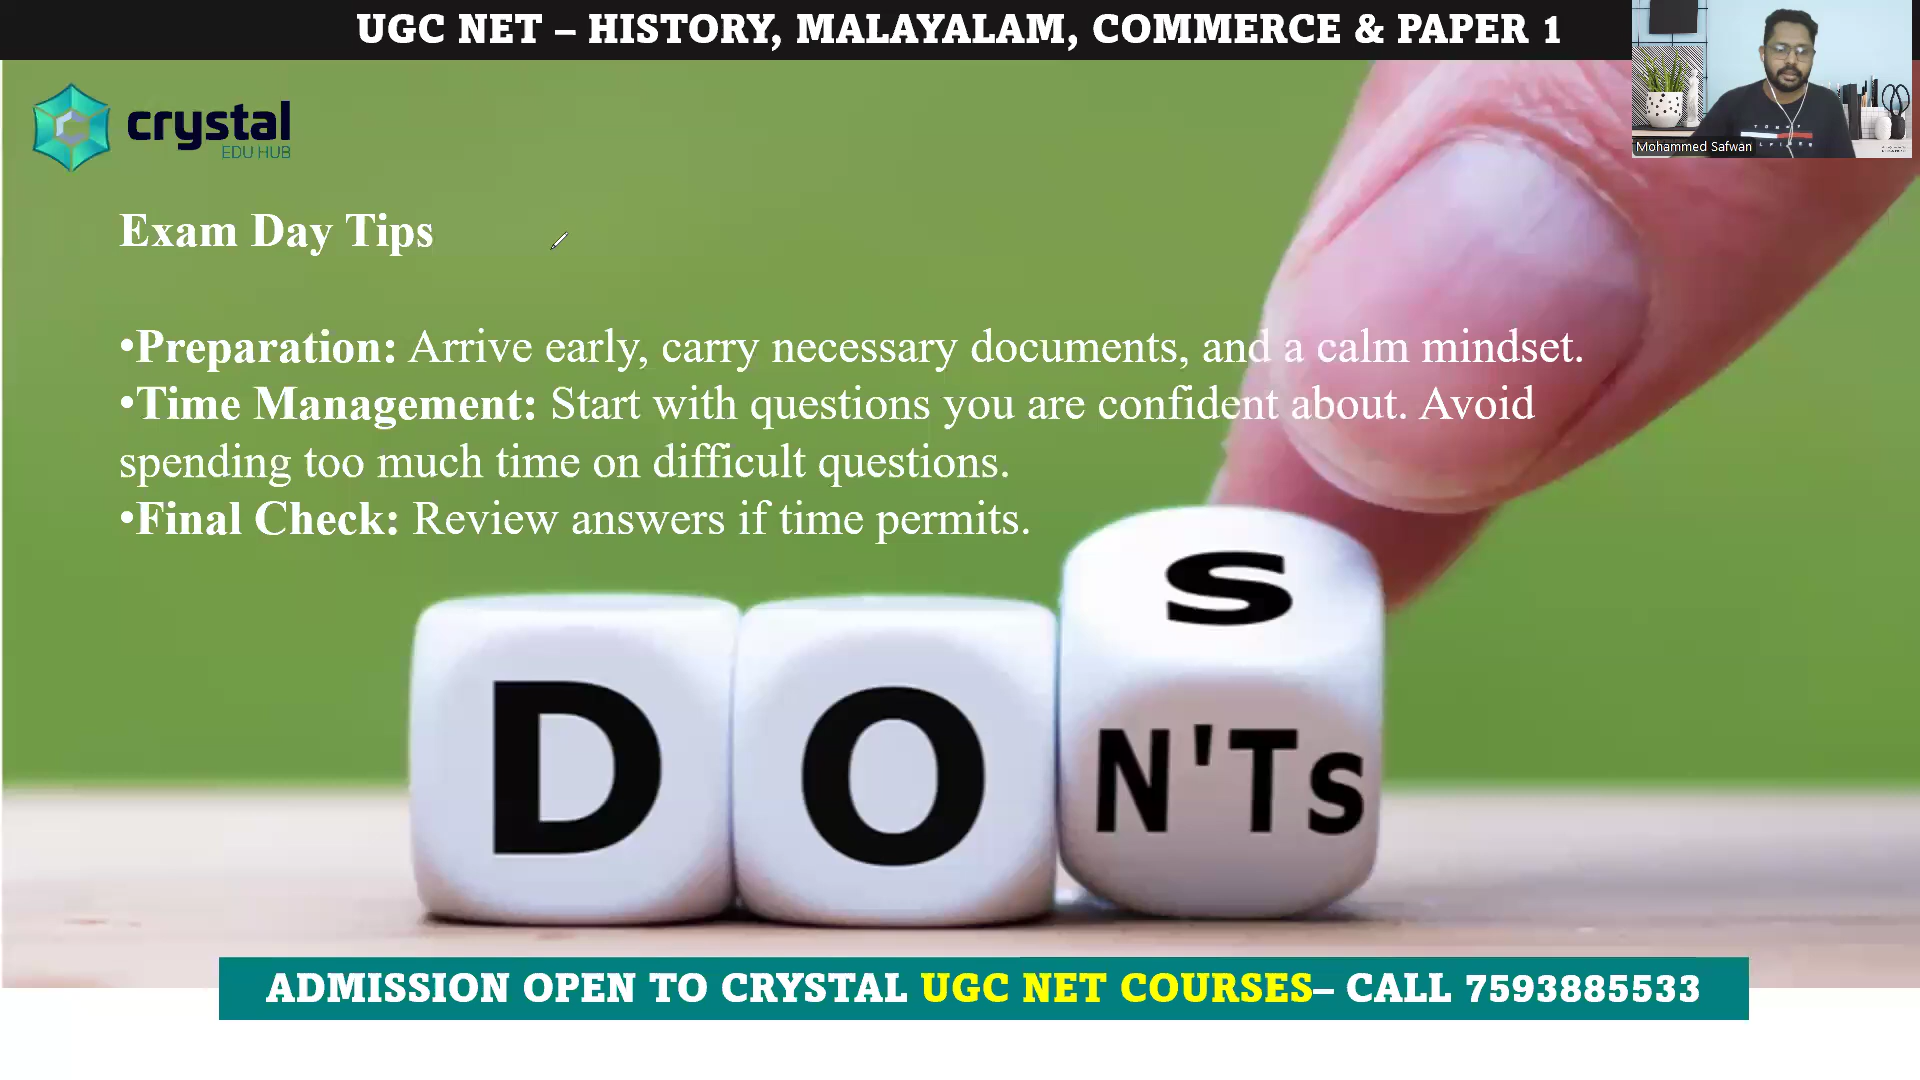 UGC NET – HISTORY, MALAYALAM, COMMERCE & PAPER 1
Mohammed Safwan
crystal
EDU HUB
Exam Day Tips
•Preparation: Arrive early, carry necessary documents, and a calm mindset.
•Time Management: Start with questions you are confident about. Avoid
spending too much time on difficult questions.
•Final Check: Review answers if time permits.
S
D O N'Ts
ADMISSION OPEN TO CRYSTAL UGC NET COURSES– CALL 7593885533